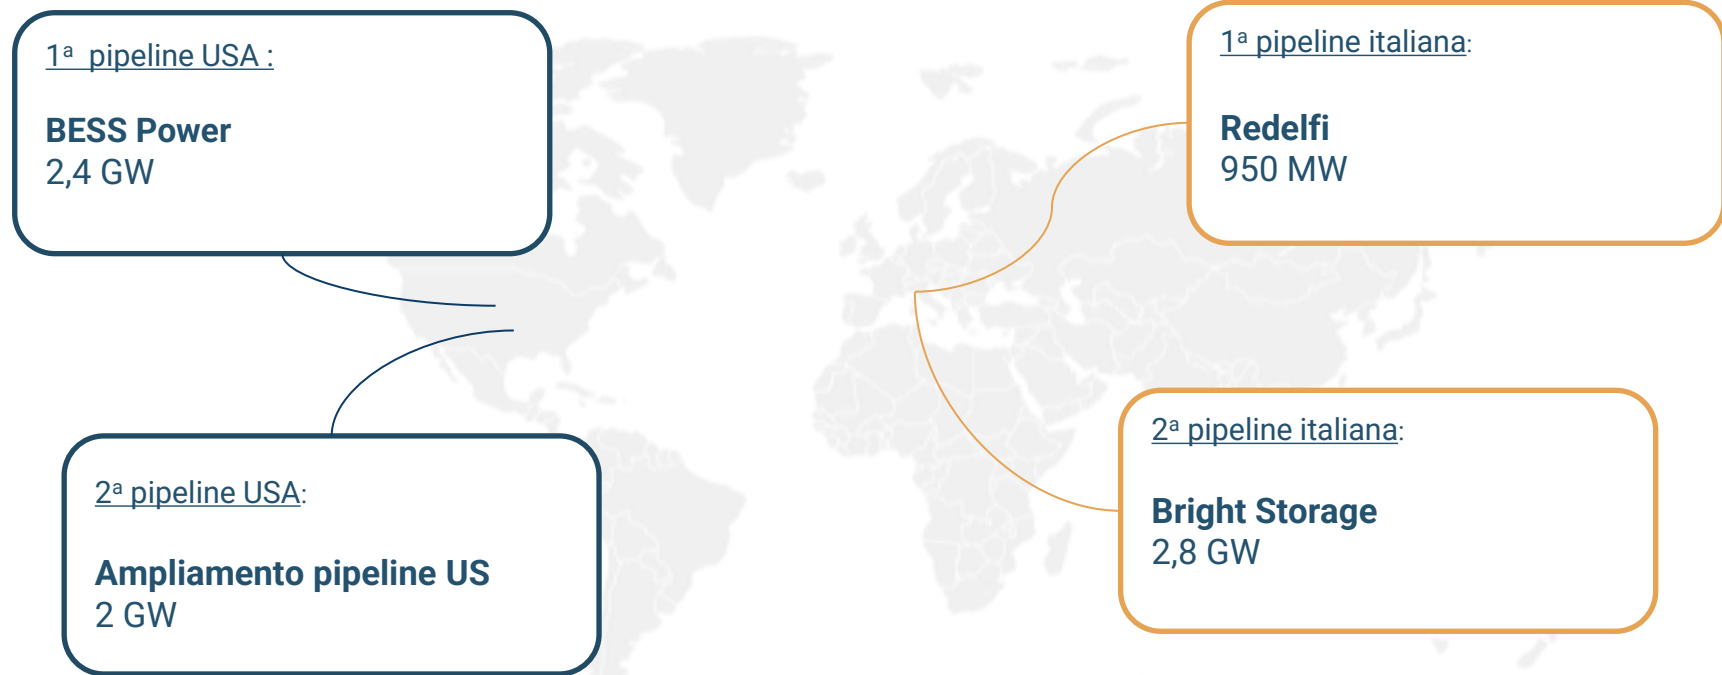 1ª pipeline USA :
BESS Power
2,4 GW
2ª pipeline USA:
Ampliamento pipeline US
2 GW
1ª pipeline italiana:
Redelfi
950 MW
2ª pipeline italiana:
Bright Storage
2,8 GW